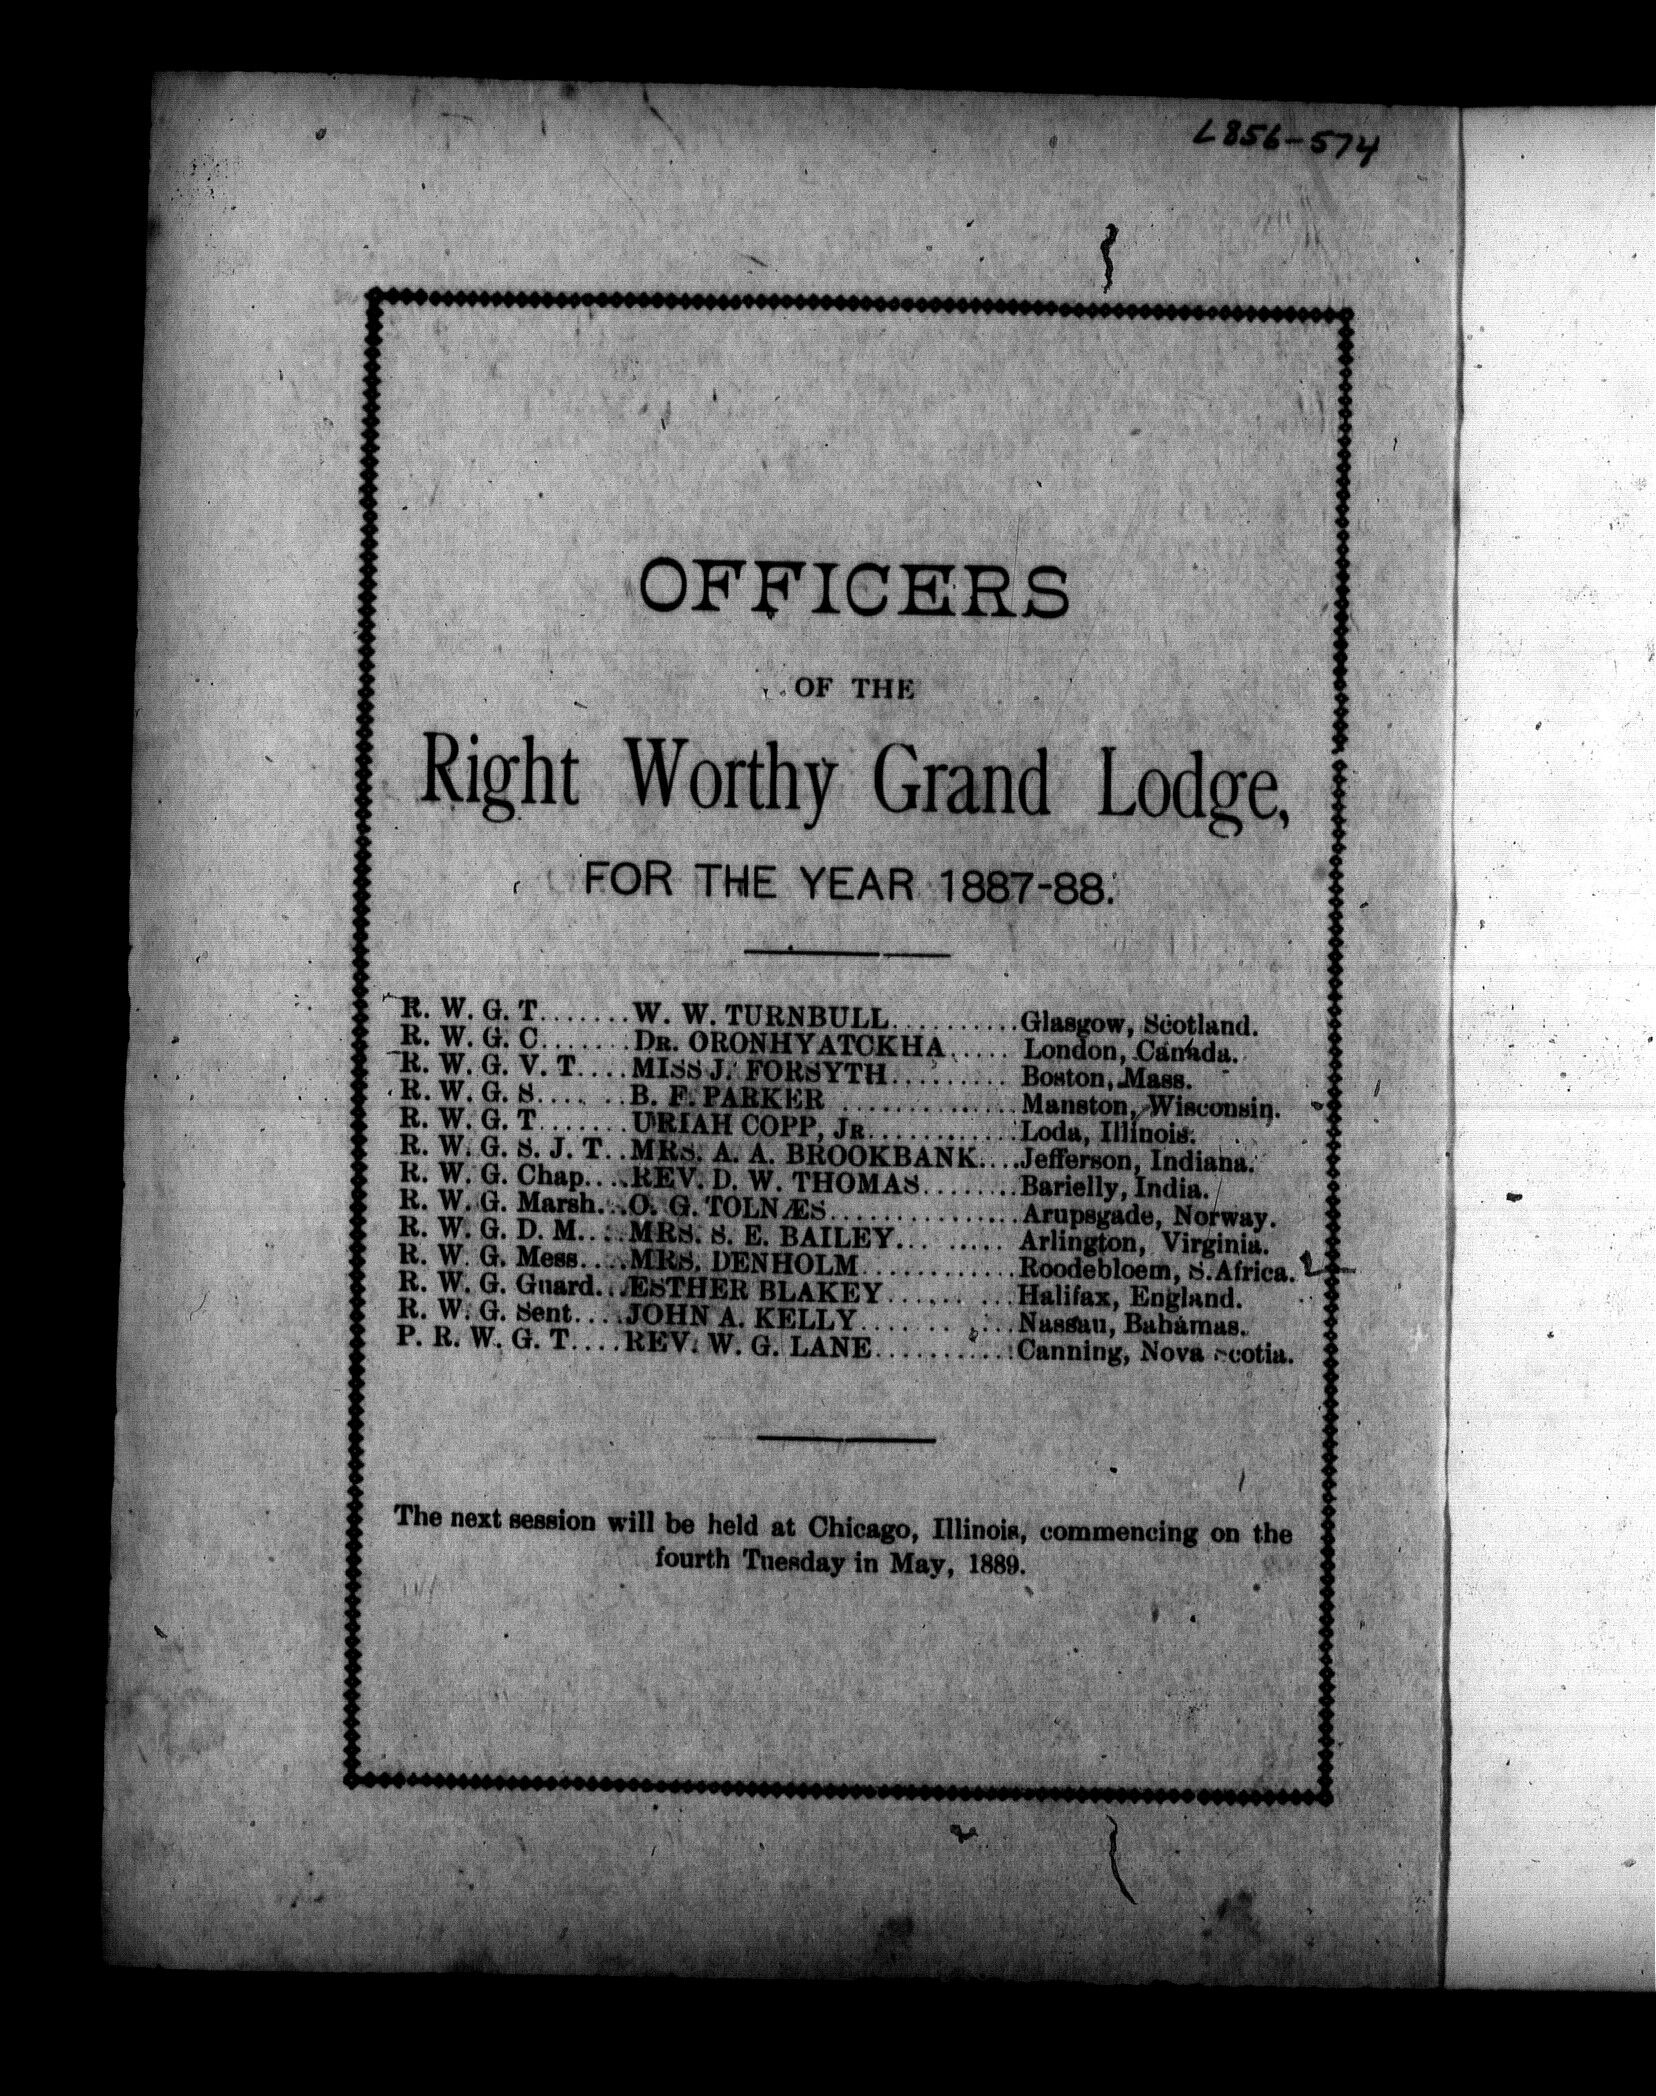 L856-574
OFFICERS
OF THE
Right Worthy Grand Lodge,
FOR THE YEAR 1887-88.
R. W. G. T.......W. W. TURNBULL..........Glasgow, Scotland.
R. W. G. C.......DR. ORONHYATCKHA...... London, Canada.
R. W. G. V. T....MISS J. FORSYTH......... Boston, Mass.
R. W. G. S.......B. F. PARKER .............Manston, Wisconsin.
R. W. G. T.......URIAH COPP, JR...........Loda, Illinois.
R. W. G. S. J. T..MRS. A. A. BROOKBANK....Jefferson, Indiana.
R. W. G. Chap....REV. D. W. THOMAS........Barielly, India.
R. W. G. Marsh...O. G. TOLNÆS...............Arupsgade, Norway.
R. W. G. D. M....MRS. S. E. BAILEY........ Arlington, Virginia.
R. W. G. Mess....MRS. DENHOLM............Roodebloem, S. Africa.
R. W. G. Guard...ESTHER BLAKEY..........Halifax, England.
R. W. G. Sent....JOHN A. KELLY............Nassau, Bahamas.
P. R. W. G. T....REV. W. G. LANE...........Canning, Nova Scotia.
The next session will be held at Chicago, Illinois, commencing on the
fourth Tuesday in May, 1889.